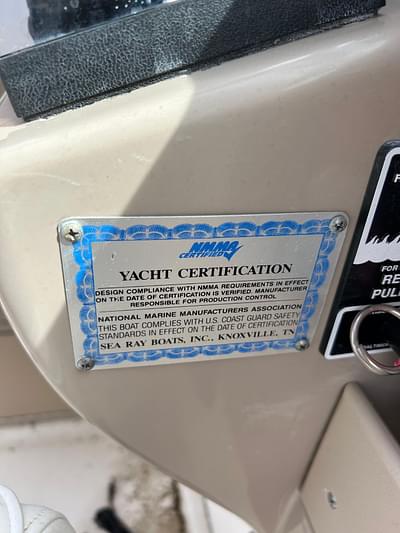 NMMA
CERTIFIED
YACHT CERTIFICATION
DESIGN COMPLIANCE WITH NMMA REQUIREMENTS IN EFFECT
ON THE DATE OF CERTIFICATION IS VERIFIED. MANUFACTURER
RESPONSIBLE FOR PRODUCTION CONTROL
NATIONAL MARINE MANUFACTURERS ASSOCIATION
THIS BOAT COMPLIES WITH U.S. COAST GUARD SAFETY
STANDARDS IN EFFECT ON THE DATE OF CERTIFICATION
SEA RAY BOATS, INC., KNOXVILLE, TN
FOR
RE
PULL